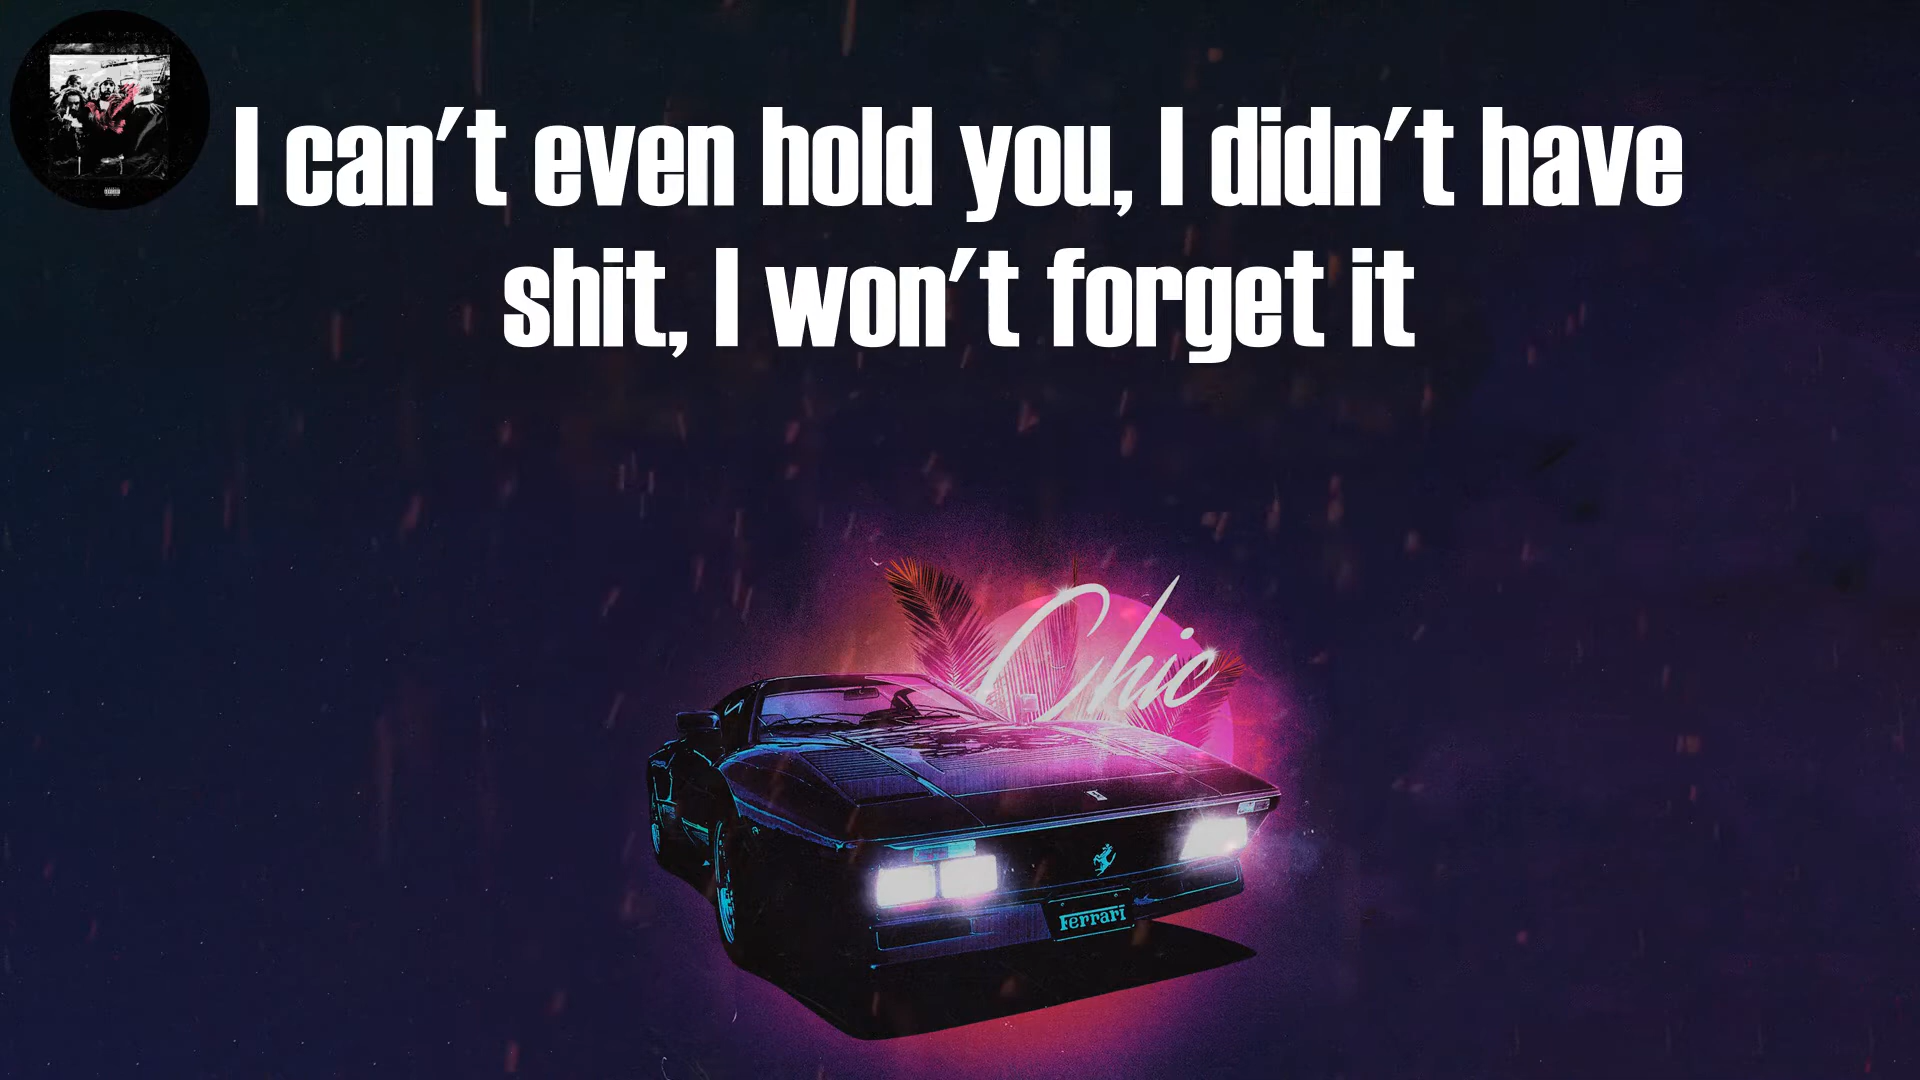 I can't even hold you, I didn't have
shit, I won't forget it
Chic
Ferrari